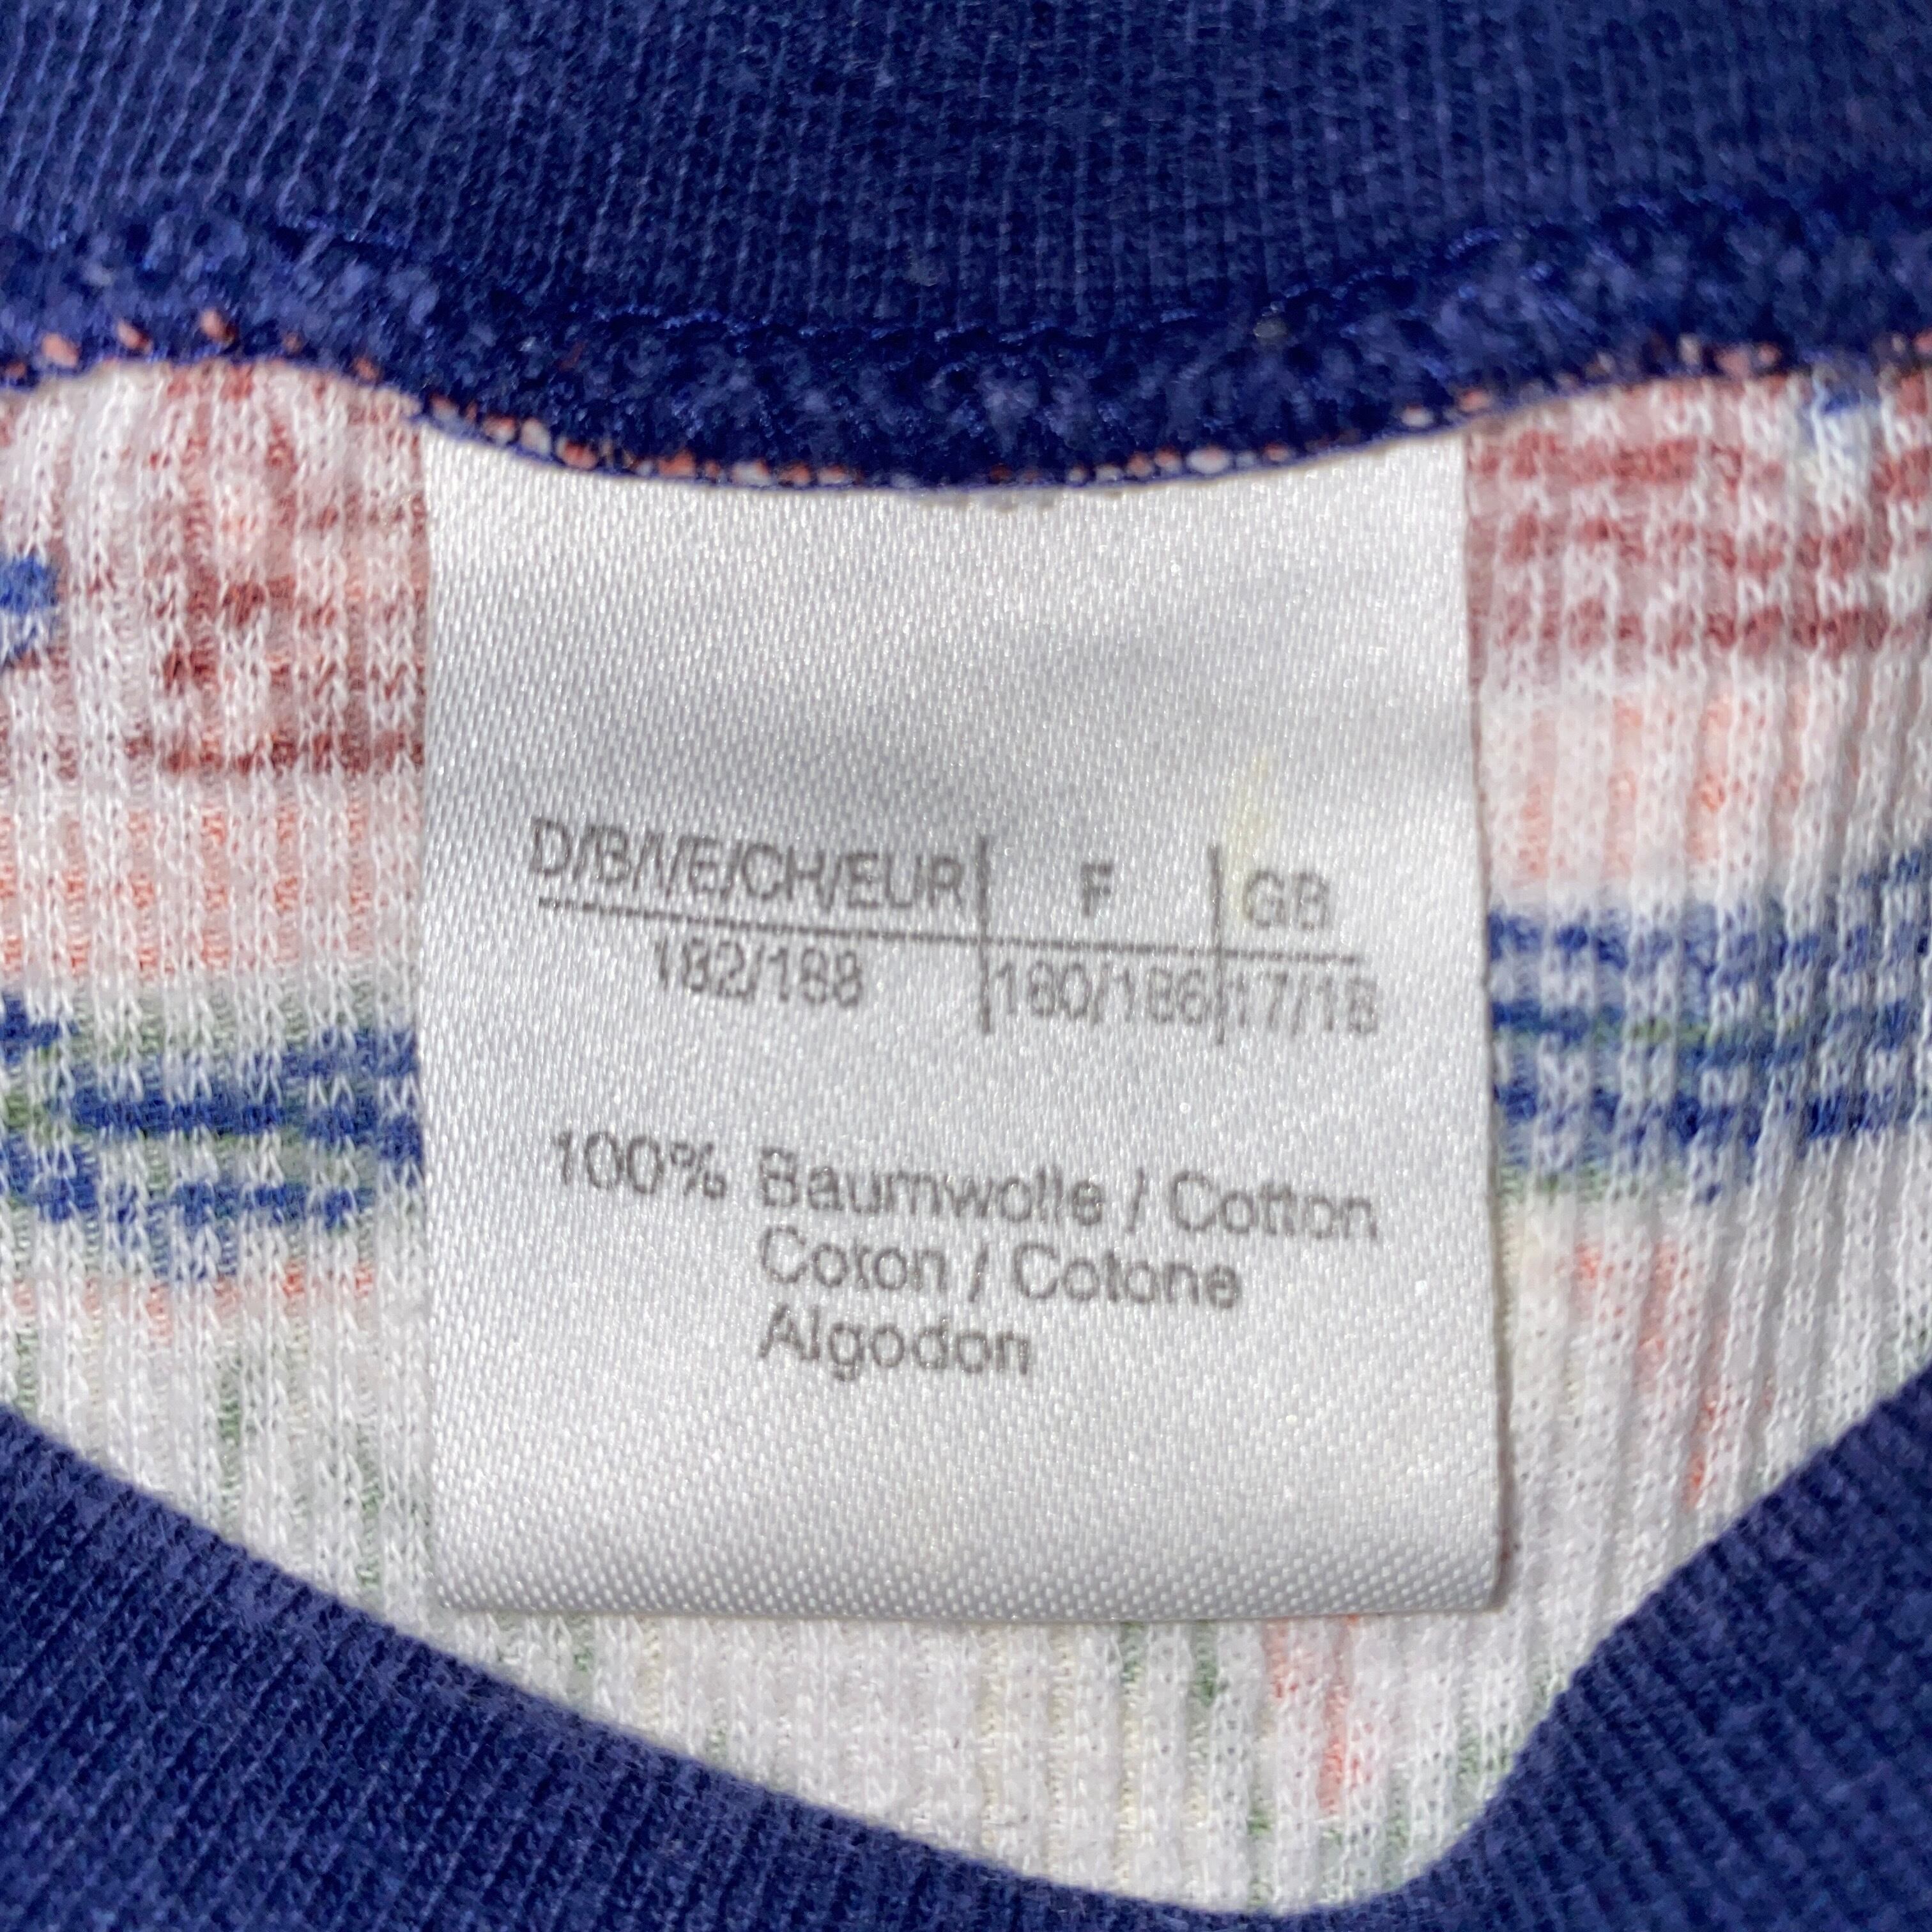 D/B/I/E/CH/EUR F GB
182/188 180/186 17/18
100% Baumwolle / Cotton
Coton / Cotone
Algodon